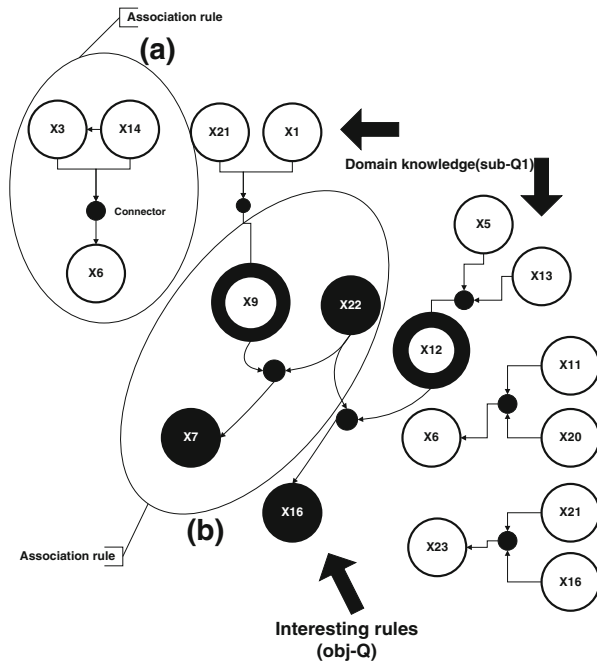 Association rule
(a)
X3
X14
X21
X1
Domain knowledge(sub-Q1)
Connector
X6
X5
X13
X9
X22
X12
X11
X7
X6
X20
X16
(b)
X21
X23
X16
Association rule
Interesting rules
(obj-Q)